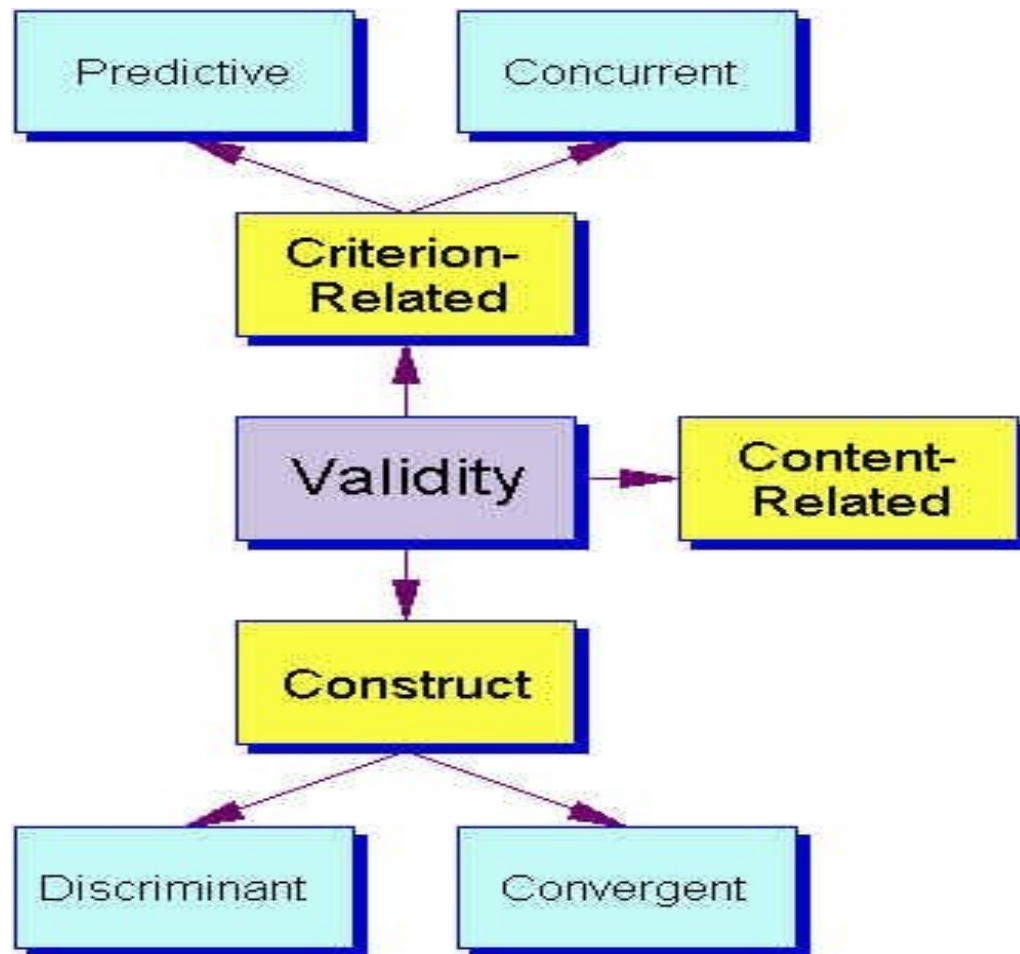 Predictive
Concurrent
Criterion-
Related
Validity
Content-
Related
Construct
Discriminant
Convergent